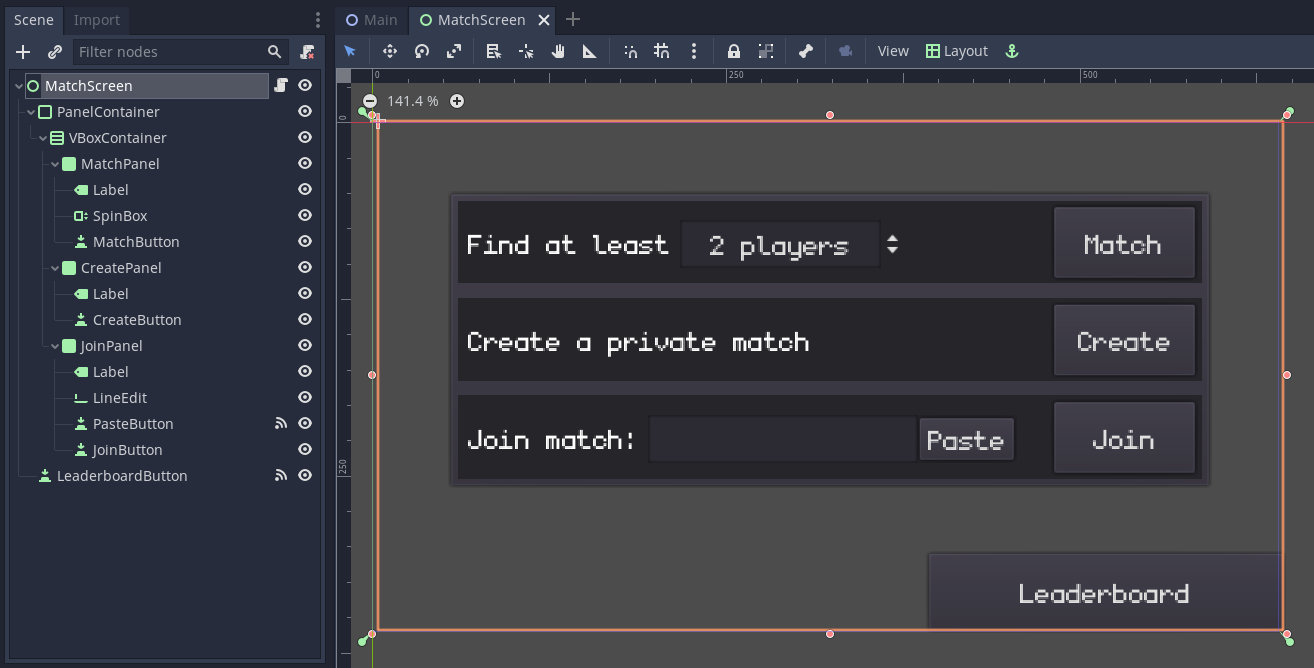 Scene Import
Main MatchScreen
Filter nodes
View Layout
MatchScreen
PanelContainer
VBoxContainer
MatchPanel
Label
SpinBox
MatchButton
CreatePanel
Label
CreateButton
JoinPanel
Label
LineEdit
PasteButton
JoinButton
LeaderboardButton
0 250 500
141.4 %
0
250
Find at least 2 players Match
Create a private match Create
Join match: Paste Join
Leaderboard